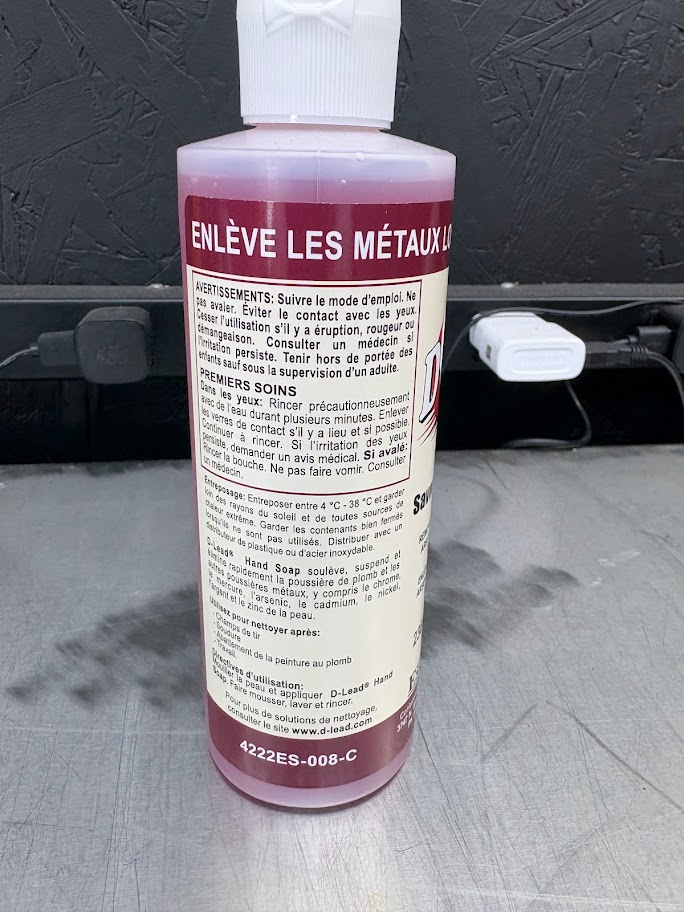 ENLÈVE LES MÉTAUX LO
AVERTISSEMENTS: Suivre le mode d'emploi. Ne
pas avaler. Éviter le contact avec les yeux.
Cesser l'utilisation s'il y a éruption, rougeur ou
démangeaison. Consulter un médecin si
l'irritation persiste. Tenir hors de portée des
enfants sauf sous la supervision d'un adulte.
PREMIERS SOINS
Dans les yeux: Rincer précautionneusement
avec de l'eau durant plusieurs minutes. Enlever
les verres de contact s'il y a lieu et si possible.
Continuer à rincer. Si l'irritation des yeux
persiste, demander un avis médical. Si avalé:
Rincer la bouche. Ne pas faire vomir. Consulter
un médecin.
Entreposage: Entreposer entre 4 °C - 38 °C et garder
loin des rayons du soleil et de toutes sources de
chaleur extrême. Garder les contenants bien fermés
lorsqu'ils ne sont pas utilisés. Distribuer avec un
distributeur de plastique ou d'acier inoxydable.
D-Lead® Hand Soap soulève, suspend et
élimine rapidement la poussière de plomb et les
autres poussières métaux, y compris le chrome,
le mercure, l'arsenic, le cadmium, le nickel,
l'argent et le zinc de la peau.
Utilisez pour nettoyer après:
- Champs de tir
- Soudure
- Abattement de la peinture au plomb
- Travail
Directives d'utilisation:
Mouiller la peau et appliquer D-Lead® Hand
Soap. Faire mousser, laver et rincer.
Pour plus de solutions de nettoyage,
consulter le site www.d-lead.com
4222ES-008-C
D
Savo